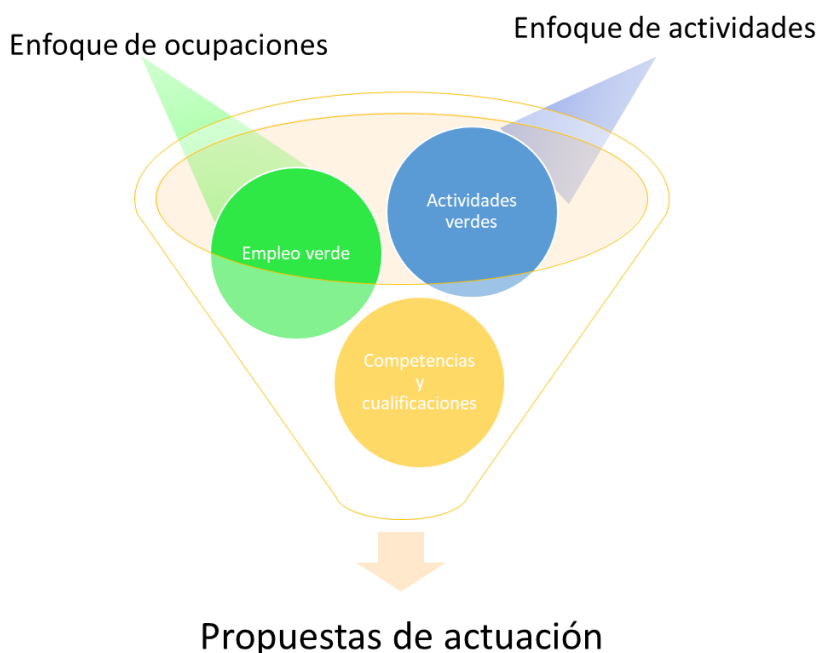 Enfoque de ocupaciones
Enfoque de actividades
Actividades
verdes
Empleo verde
Competencias
y
cualificaciones
Propuestas de actuación